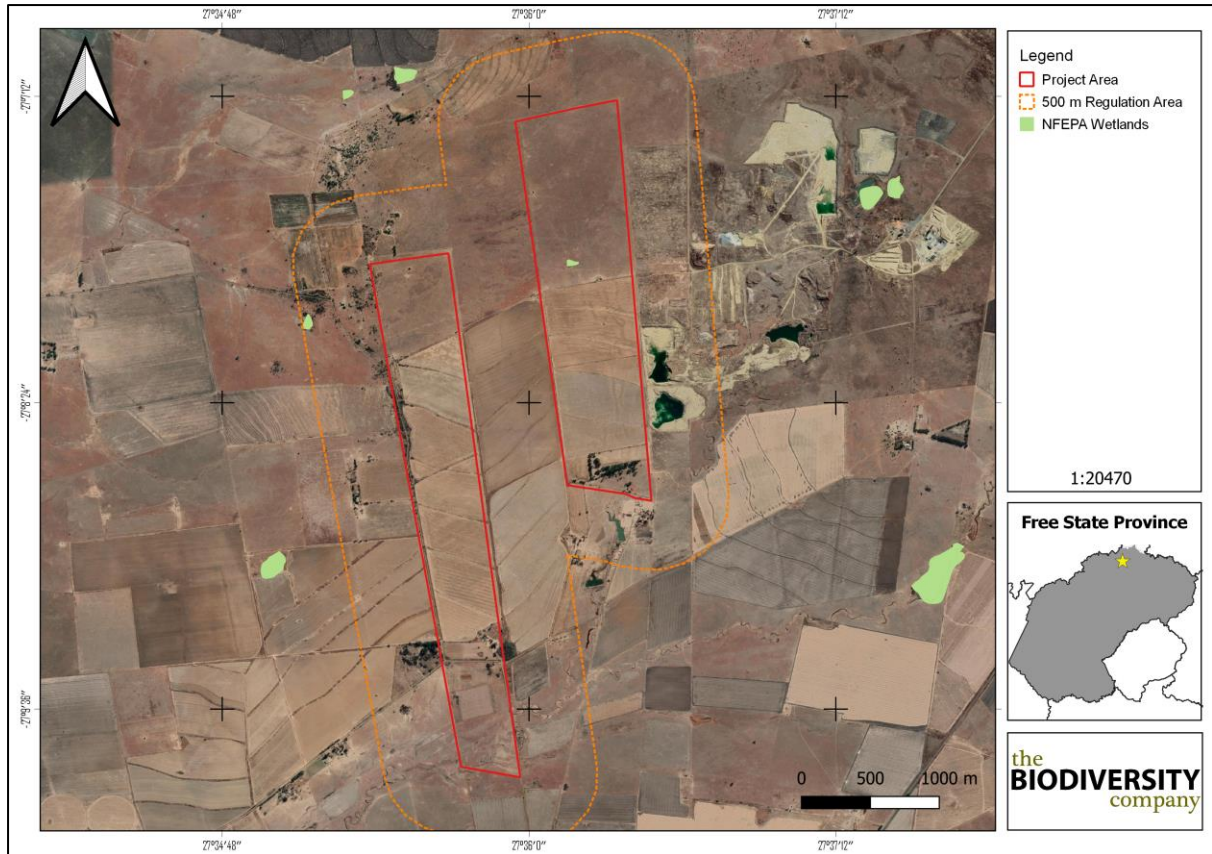 27°34'48" 27°36'0" 27°37'12"
-27°7'12"
-27°8'24"
-27°9'36"
27°34'48" 27°36'0" 27°37'12"
0 500 1000 m
Legend
Project Area
500 m Regulation Area
NFEPA Wetlands
1:20470
Free State Province
the
BIODIVERSITY
company